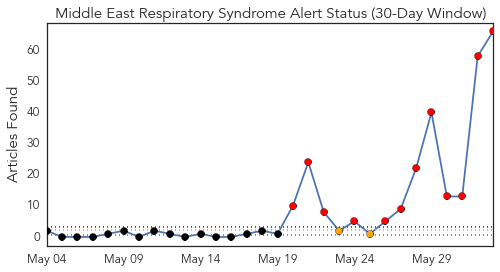 Middle East Respiratory Syndrome Alert Status (30-Day Window)
Articles Found
60
50
40
30
20
10
0
May 04 May 09 May 14 May 19 May 24 May 29